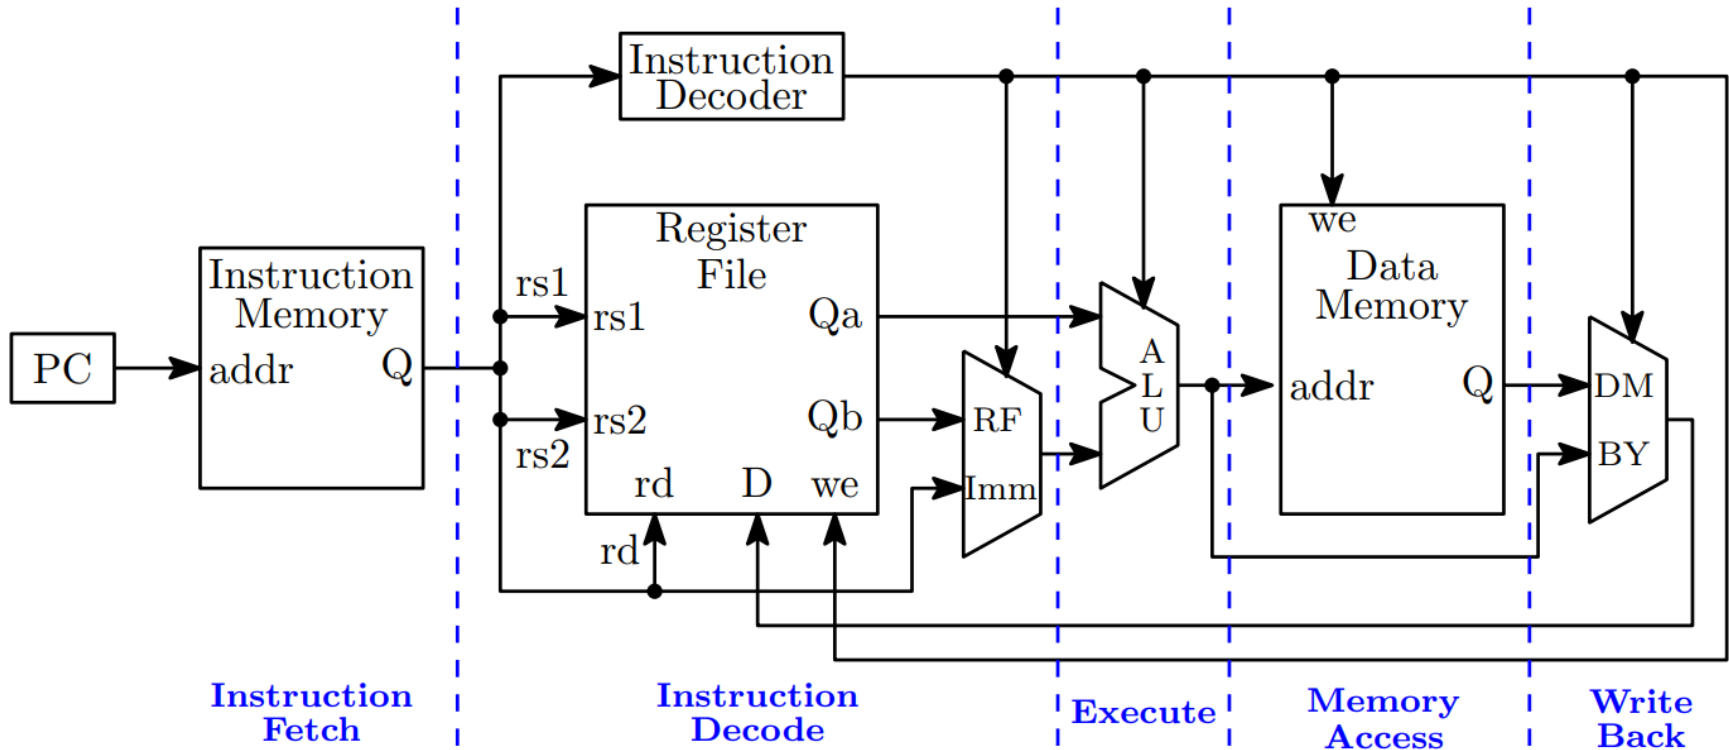 Instruction
Decoder
Register
File
we
Instruction
Memory
rs1
rs1
Qa
Data
Memory
PC
addr
Q
A
L
U
addr
Q
DM
rs2
rs2
Qb
RF
BY
rd
D
we
Imm
rd
Instruction
Fetch
Instruction
Decode
Execute
Memory
Access
Write
Back